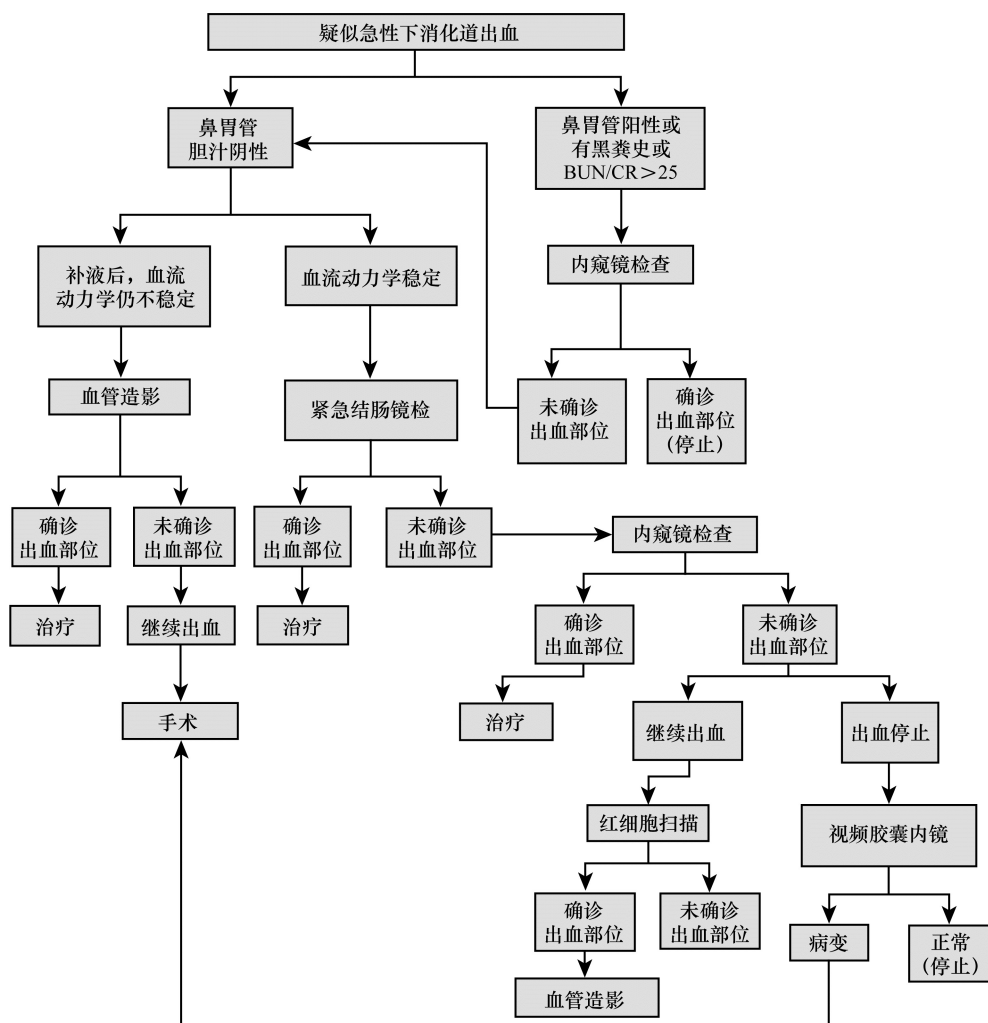 疑似急性下消化道出血
鼻胃管
胆汁阴性
鼻胃管阳性或
有黑粪史或
BUN/CR＞25
补液后，血流
动力学仍不稳定
血流动力学稳定
内窥镜检查
血管造影
紧急结肠镜检
未确诊
出血部位
确诊
出血部位
（停止）
确诊
出血部位
未确诊
出血部位
确诊
出血部位
未确诊
出血部位
内窥镜检查
治疗
继续出血
治疗
确诊
出血部位
未确诊
出血部位
手术
治疗
继续出血
出血停止
红细胞扫描
视频胶囊内镜
确诊
出血部位
未确诊
出血部位
病变
正常
（停止）
血管造影